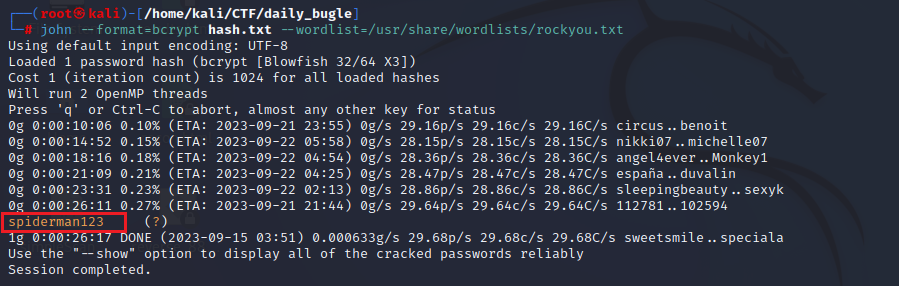 ┌──(root㉿kali)-[/home/kali/CTF/daily_bugle]
└─# john --format=bcrypt hash.txt --wordlist=/usr/share/wordlists/rockyou.txt
Using default input encoding: UTF-8
Loaded 1 password hash (bcrypt [Blowfish 32/64 X3])
Cost 1 (iteration count) is 1024 for all loaded hashes
Will run 2 OpenMP threads
Press 'q' or Ctrl-C to abort, almost any other key for status
0g 0:00:10:06 0.10% (ETA: 2023-09-21 23:55) 0g/s 29.16p/s 29.16c/s 29.16C/s circus..benoit
0g 0:00:14:52 0.15% (ETA: 2023-09-22 05:58) 0g/s 28.15p/s 28.15c/s 28.15C/s nikki07..michelle07
0g 0:00:18:16 0.18% (ETA: 2023-09-22 04:54) 0g/s 28.36p/s 28.36c/s 28.36C/s angel4ever..Monkey1
0g 0:00:21:09 0.21% (ETA: 2023-09-22 04:25) 0g/s 28.47p/s 28.47c/s 28.47C/s españa..duvalin
0g 0:00:23:31 0.23% (ETA: 2023-09-22 02:13) 0g/s 28.86p/s 28.86c/s 28.86C/s sleepingbeauty..sexyk
0g 0:00:26:11 0.27% (ETA: 2023-09-21 21:44) 0g/s 29.64p/s 29.64c/s 29.64C/s 112781..102594
spiderman123 (?)
1g 0:00:26:17 DONE (2023-09-15 03:51) 0.000633g/s 29.68p/s 29.68c/s 29.68C/s sweetsmile..speciala
Use the "--show" option to display all of the cracked passwords reliably
Session completed.